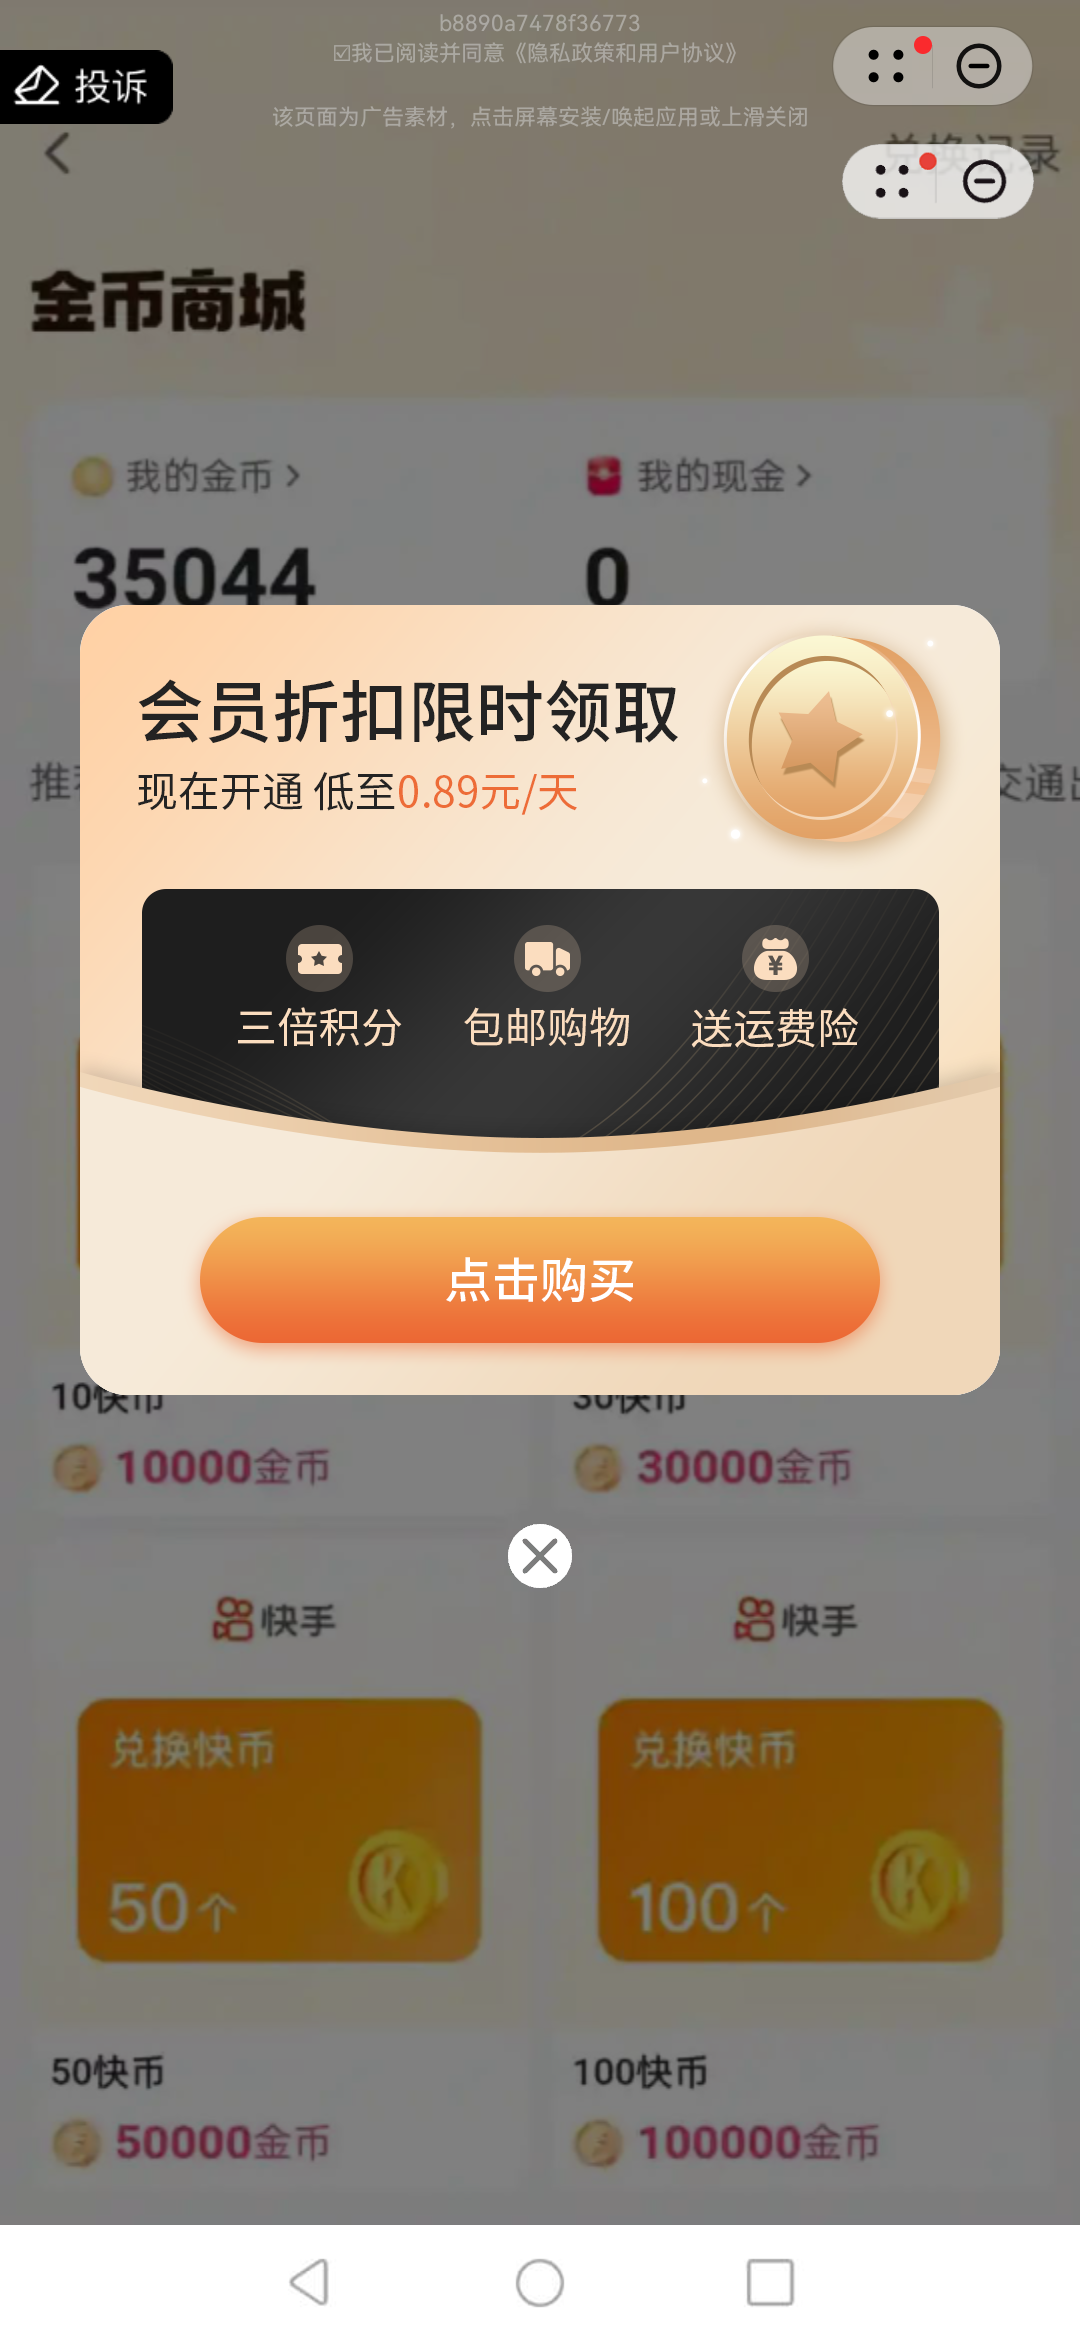 b8890a7478f36773
☑我已阅读并同意《隐私政策和用户协议》
投诉
该页面为广告素材，点击屏幕安装/唤起应用或上滑关闭
兑换记录
金币商城
我的金币
我的现金
35044
0
会员折扣限时领取
现在开通 低至0.89元/天
交通出
三倍积分
包邮购物
送运费险
¥
点击购买
10快币
30快币
10000金币
30000金币
快手
快手
兑换快币
兑换快币
50个
100个
50快币
100快币
50000金币
100000金币